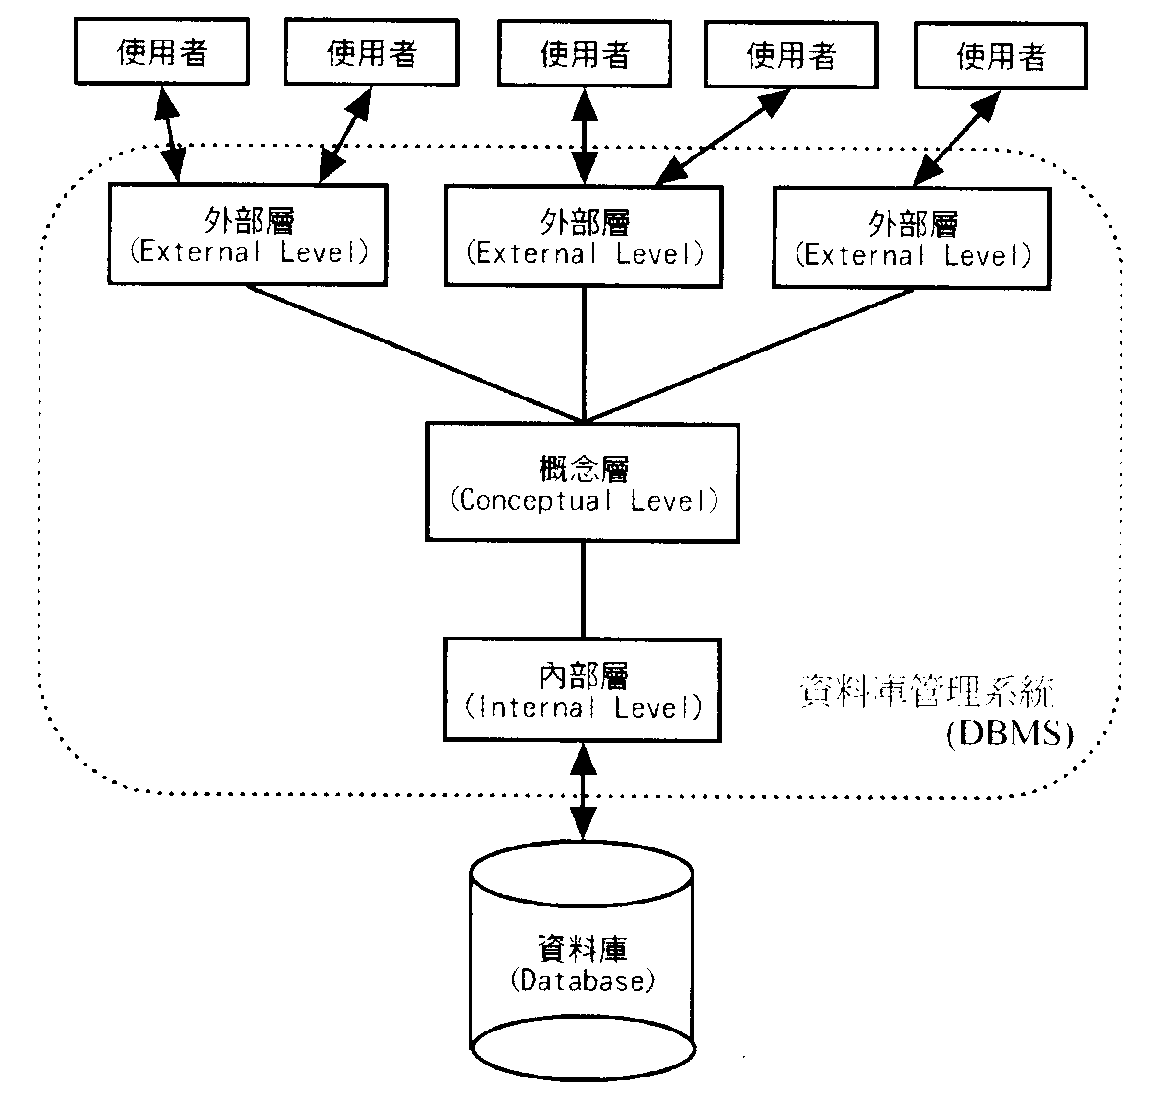 使用者
使用者
使用者
使用者
使用者
外部層
(External Level)
外部層
(External Level)
外部層
(External Level)
概念層
(Conceptual Level)
內部層
(Internal Level)
資料庫管理系統
(DBMS)
資料庫
(Database)